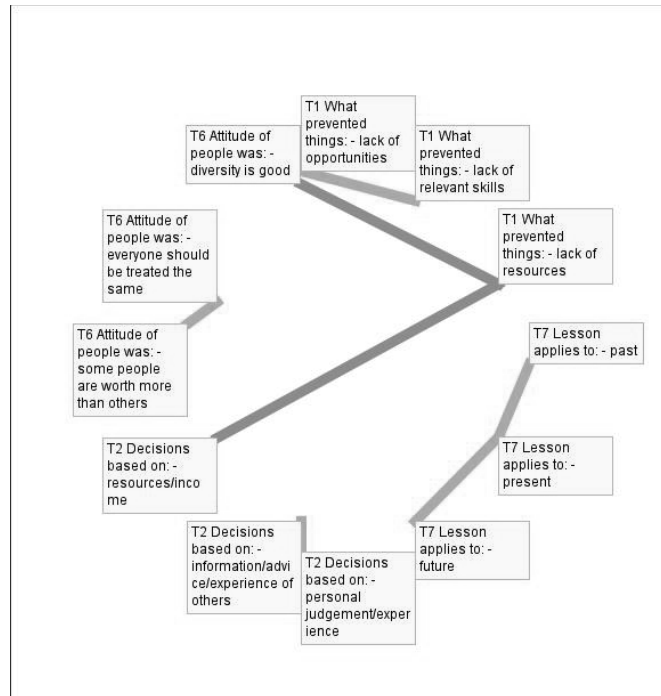 T1 What
prevented
things: - lack of
opportunities
T6 Attitude of
people was: -
diversity is good
T1 What
prevented
things: - lack of
relevant skills
T6 Attitude of
people was: -
everyone should
be treated the
same
T1 What
prevented
things: - lack of
resources
T6 Attitude of
people was: -
some people
are worth more
than others
T7 Lesson
applies to: - past
T2 Decisions
based on: -
resources/inco
me
T7 Lesson
applies to: -
present
T2 Decisions
based on: -
information/advi
ce/experience of
others
T2 Decisions
based on: -
personal
judgement/exper
ience
T7 Lesson
applies to: -
future